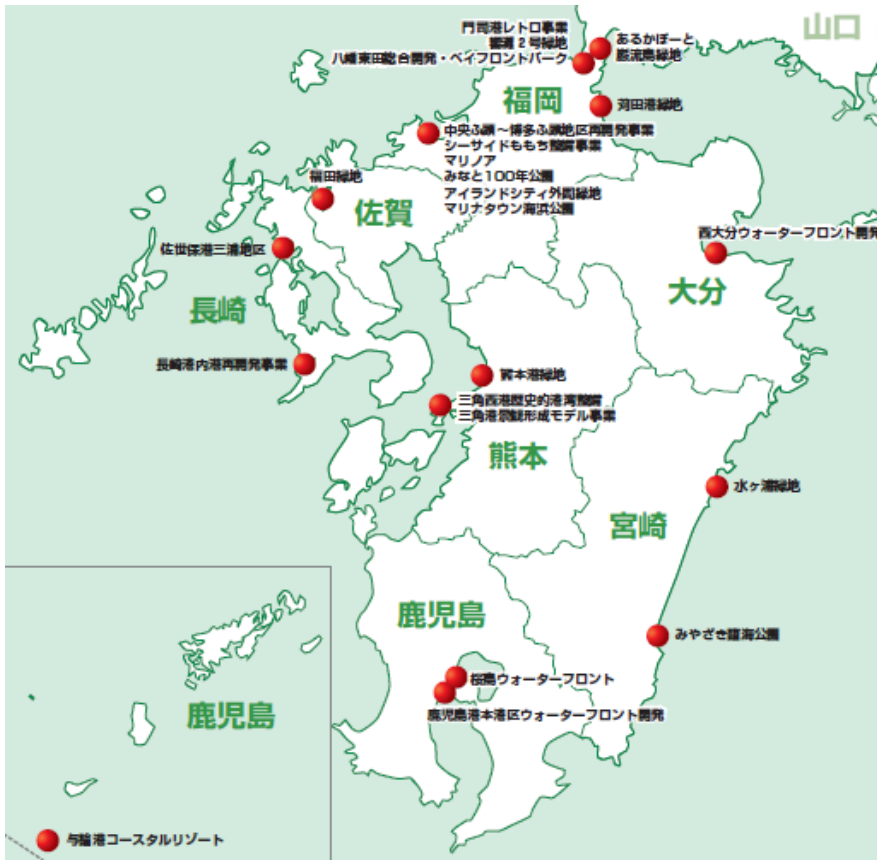 山口
門司港レトロ事業
響灘２号緑地
八幡東田総合開発・ベイフロントパーク
あるかぽーと
巌流島緑地
福岡
苅田港緑地
中央ふ頭～博多ふ頭地区再開発事業
シーサイドももち整備事業
マリノア
みなと１００年公園
アイランドシティ外周緑地
マリナタウン海浜公園
福田緑地
佐賀
佐世保港三浦地区
西大分ウォーターフロント開発
大分
長崎
長崎港内港再開発事業
熊本港緑地
三角西港歴史的港湾整備
三角港景観形成モデル事業
熊本
水ヶ浦緑地
宮崎
鹿児島
みやざき臨海公園
桜島ウォーターフロント
鹿児島港本港区ウォーターフロント開発
鹿児島
与論港コースタルリゾート